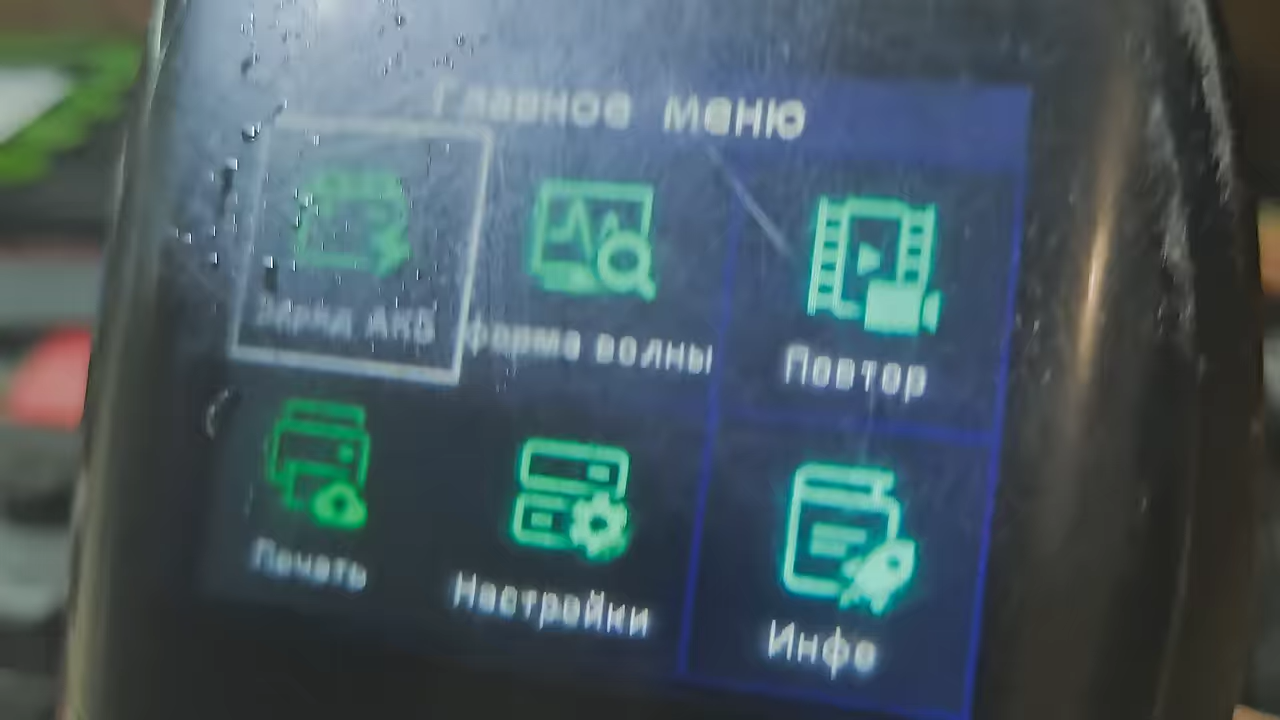 Главное меню
Заряд АКБ
форма волны
Повтор
Печать
Настройки
Инфо